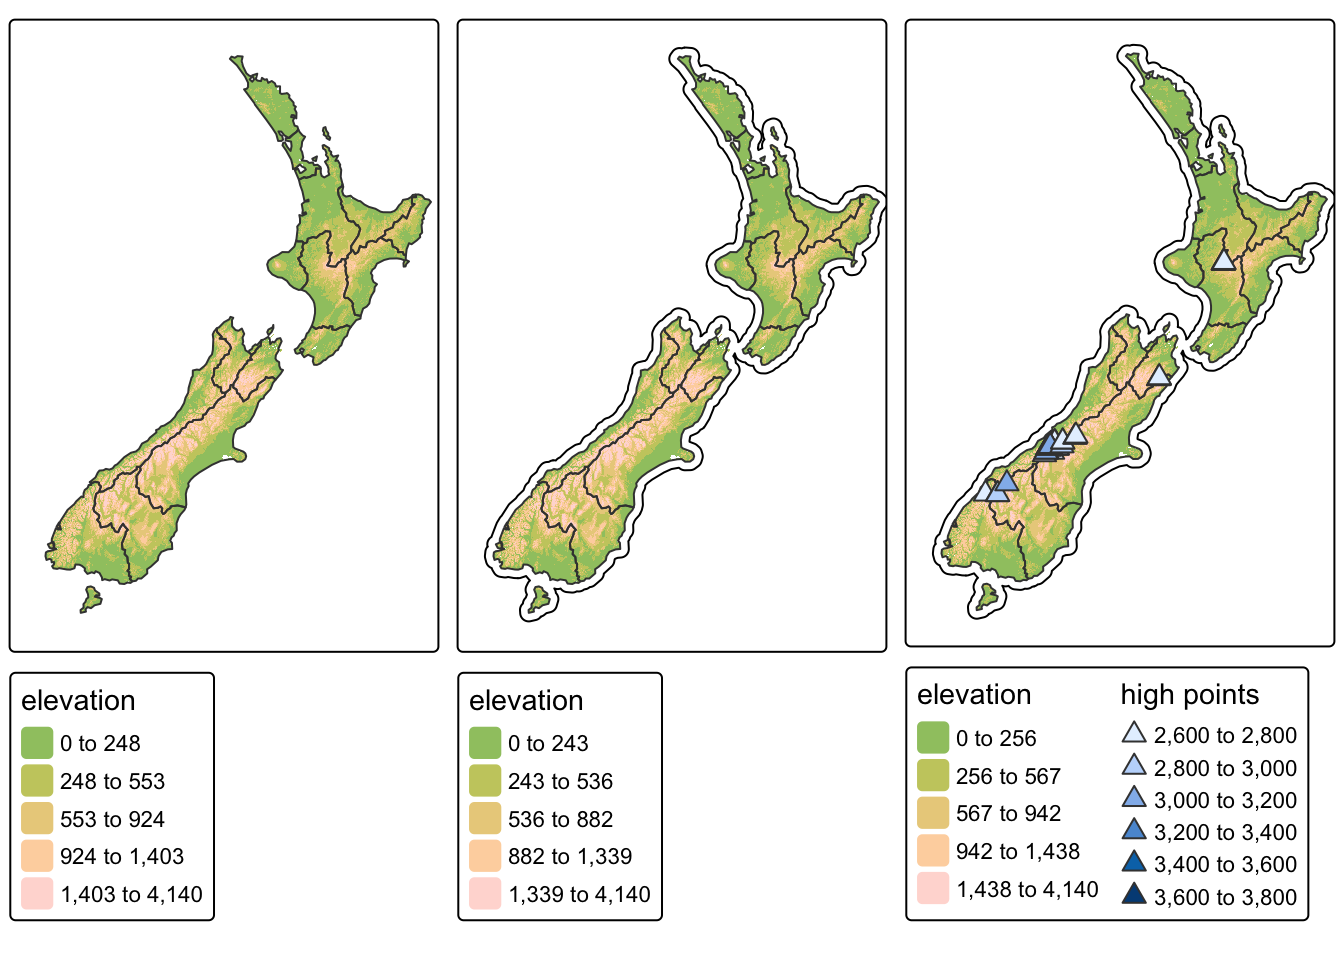 elevation
0 to 248
248 to 553
553 to 924
924 to 1,403
1,403 to 4,140
elevation
0 to 243
243 to 536
536 to 882
882 to 1,339
1,339 to 4,140
elevation
0 to 256
256 to 567
567 to 942
942 to 1,438
1,438 to 4,140
high points
2,600 to 2,800
2,800 to 3,000
3,000 to 3,200
3,200 to 3,400
3,400 to 3,600
3,600 to 3,800